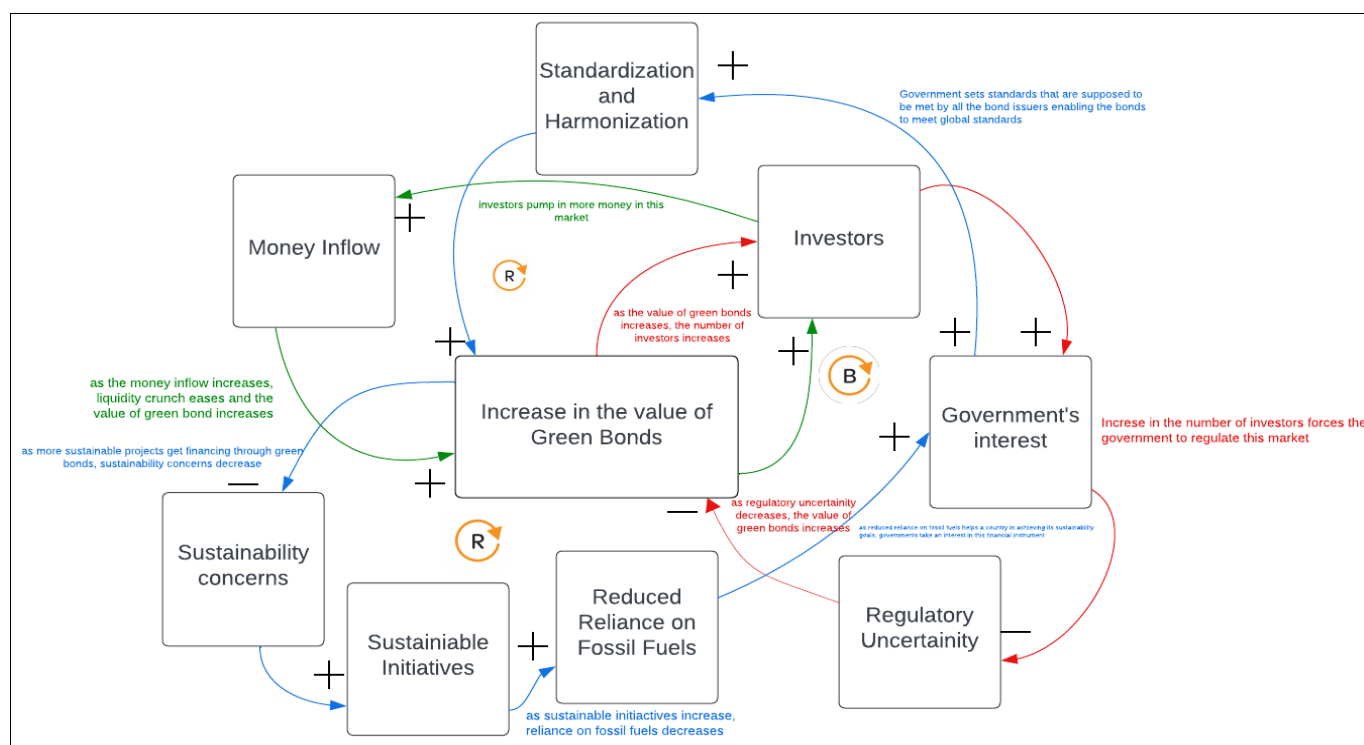 Standardization
and
Harmonization
+
Government sets standards that are supposed to
be met by all the bond issuers enabling the bonds
to meet global standards
Money Inflow
+
investors pump in more money in this
market
Investors
+
R
as the value of green bonds
increases, the number of
investors increases
+
+
B
+
+
as the money inflow increases,
liquidity crunch eases and the
value of green bond increases
Increase in the value of
Green Bonds
Government's
interest
+
Increse in the number of investors forces the
government to regulate this market
as more sustainable projects get financing through green
bonds, sustainability concerns decrease
—
+
—
as regulatory uncertainity
decreases, the value of
green bonds increases
as reduced reliance on fossil fuels helps a country in achieving its sustainability
goals, governments take an interest in this financial instrument
R
Sustainability
concerns
+
Sustainiable
Initiatives
+
Reduced
Reliance on
Fossil Fuels
Regulatory
Uncertainity
—
as sustainable initiactives increase,
reliance on fossil fuels decreases